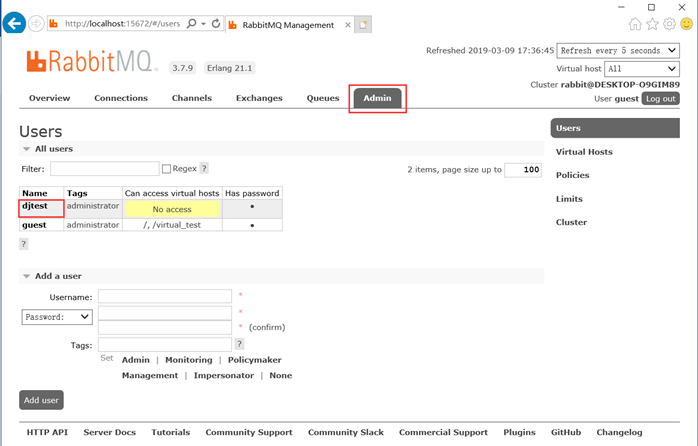 http://localhost:15672/#/users
RabbitMQ Management
Refreshed 2019-03-09 17:36:45 Refresh every 5 seconds
RabbitMQ 3.7.9 Erlang 21.1
Virtual host All
Cluster rabbit@DESKTOP-O9GIM89
User guest Log out
Overview Connections Channels Exchanges Queues Admin
Users
All users
Filter: Regex ? 2 items, page size up to 100
Name Tags Can access virtual hosts Has password
djtest administrator No access •
guest administrator /, /virtual_test •
?
Add a user
Username: *
Password: *
* (confirm)
Tags: ?
Set Admin | Monitoring | Policymaker
Management | Impersonator | None
Add user
Users
Virtual Hosts
Policies
Limits
Cluster
HTTP API Server Docs Tutorials Community Support Community Slack Commercial Support Plugins GitHub Changelog